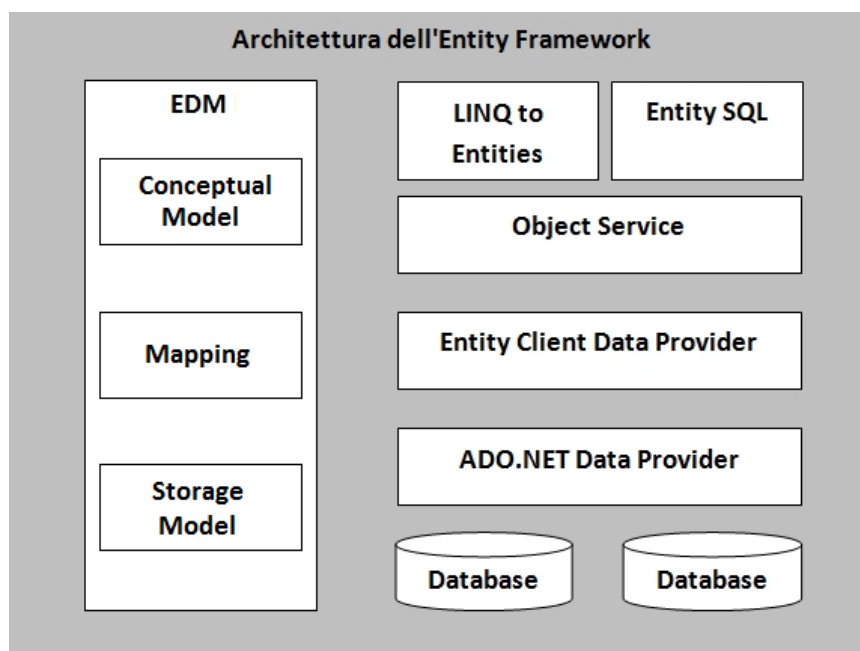 Architettura dell'Entity Framework
EDM
Conceptual
Model
Mapping
Storage
Model
LINQ to
Entities
Entity SQL
Object Service
Entity Client Data Provider
ADO.NET Data Provider
Database
Database